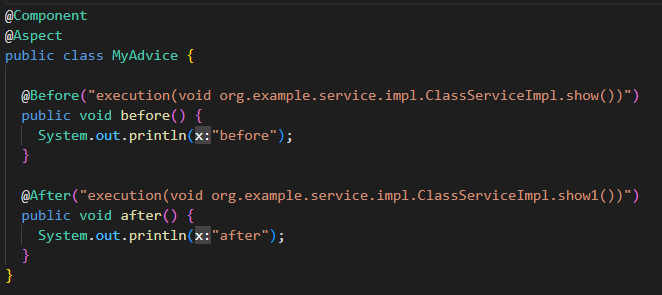 @Component
@Aspect
public class MyAdvice {
@Before("execution(void org.example.service.impl.ClassServiceImpl.show())")
public void before() {
System.out.println(x:"before");
}
@After("execution(void org.example.service.impl.ClassServiceImpl.show1())")
public void after() {
System.out.println(x:"after");
}
}